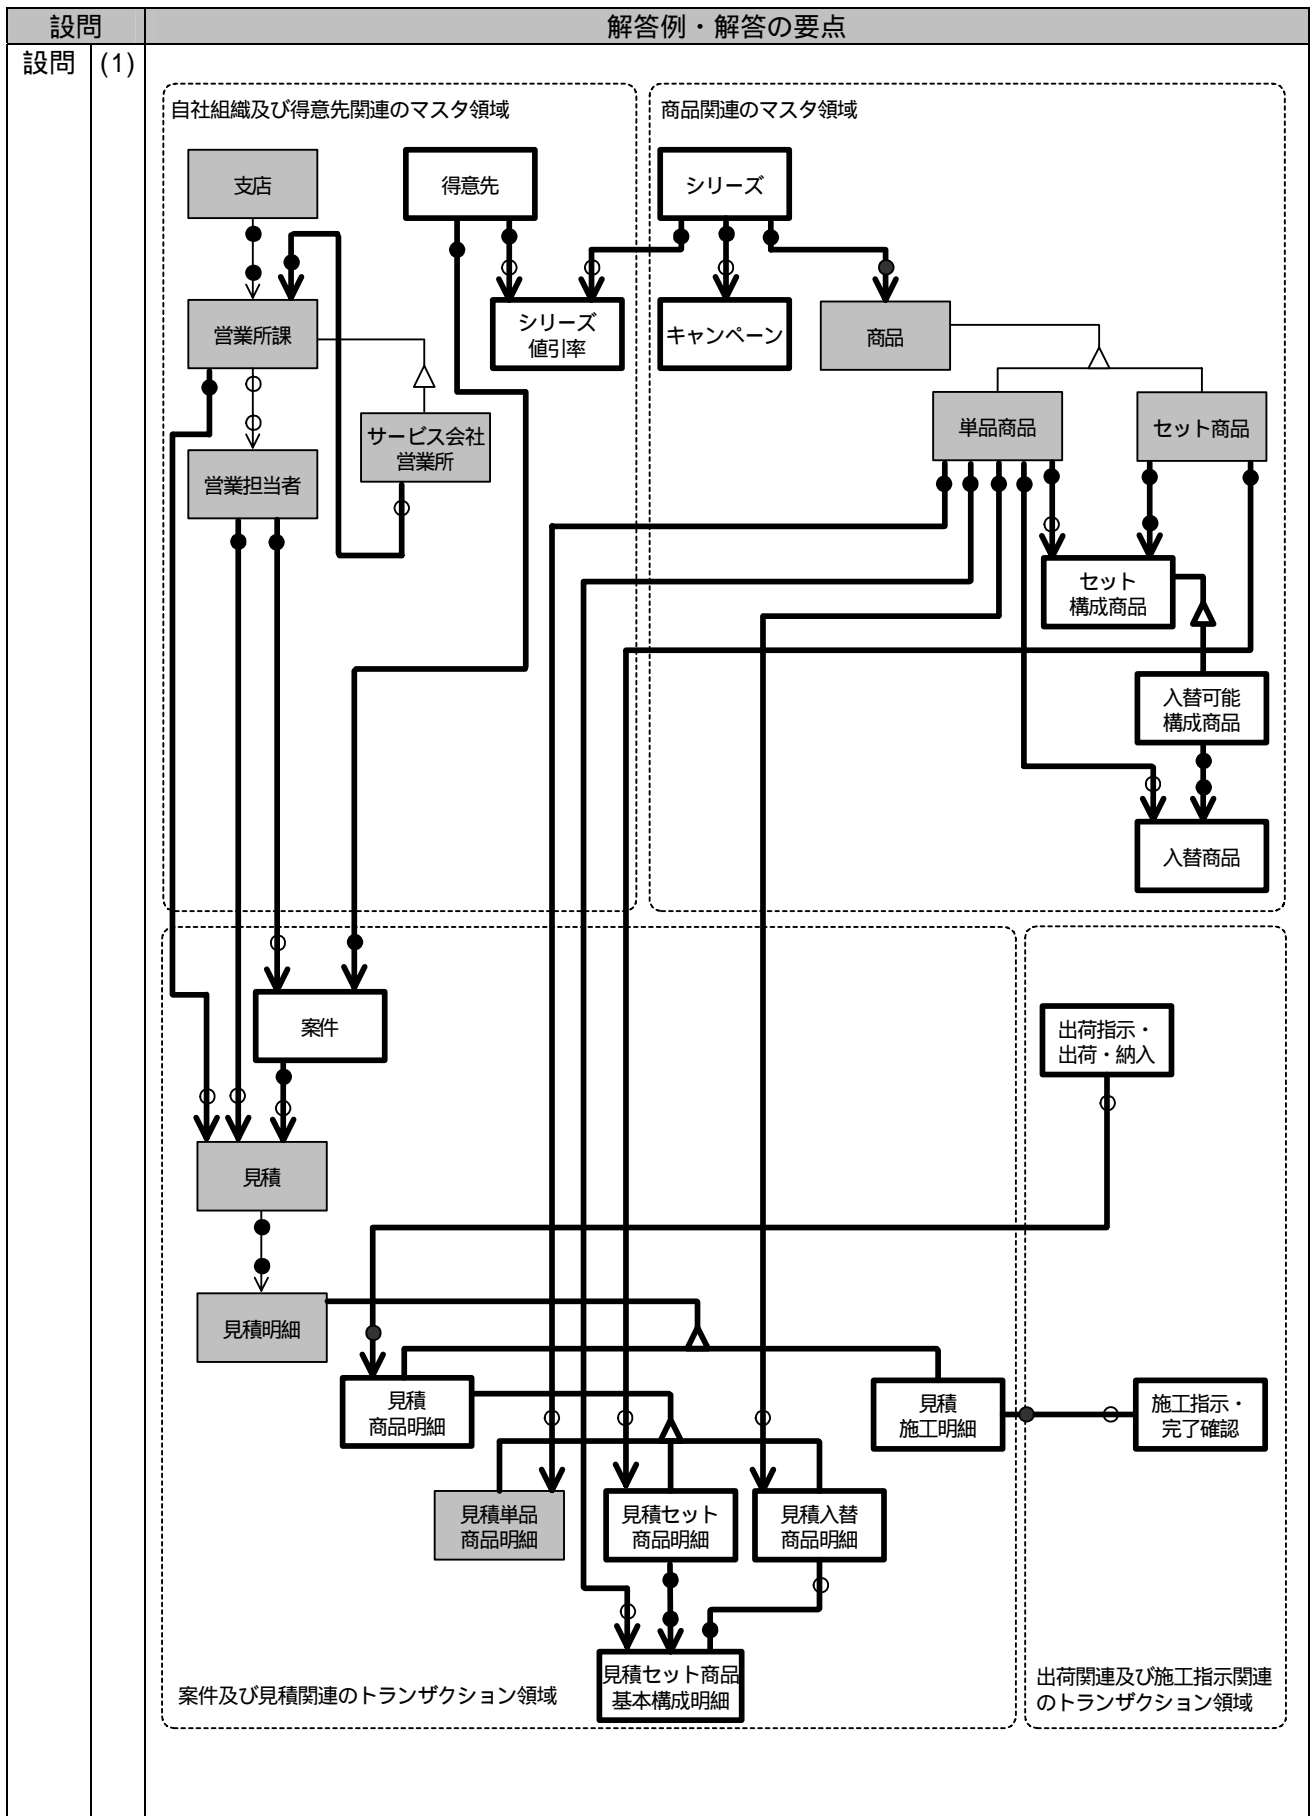 設問
解答例・解答の要点
設問
(1)
自社組織及び得意先関連のマスタ領域
商品関連のマスタ領域
支店
得意先
シリーズ
営業所課
シリーズ
値引率
キャンペーン
商品
サービス会社
営業所
単品商品
セット商品
営業担当者
セット
構成商品
入替可能
構成商品
入替商品
案件
出荷指示・
出荷・納入
見積
見積明細
見積
商品明細
見積
施工明細
施工指示・
完了確認
見積単品
商品明細
見積セット
商品明細
見積入替
商品明細
見積セット商品
基本構成明細
案件及び見積関連のトランザクション領域
出荷関連及び施工指示関連
のトランザクション領域